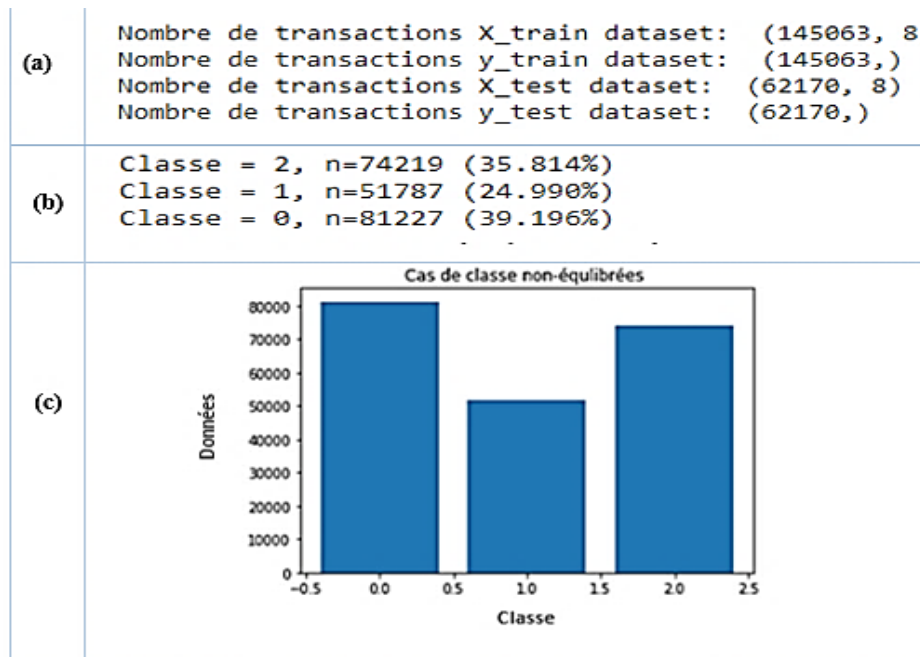 (a)
Nombre de transactions X_train dataset: (145063, 8
Nombre de transactions y_train dataset: (145063,)
Nombre de transactions X_test dataset: (62170, 8)
Nombre de transactions y_test dataset: (62170,)
(b)
Classe = 2, n=74219 (35.814%)
Classe = 1, n=51787 (24.990%)
Classe = 0, n=81227 (39.196%)
(c)
Cas de classe non-équlibrées
80000
70000
60000
50000
40000
30000
20000
10000
0
Données
−0.5 0.0 0.5 1.0 1.5 2.0 2.5
Classe